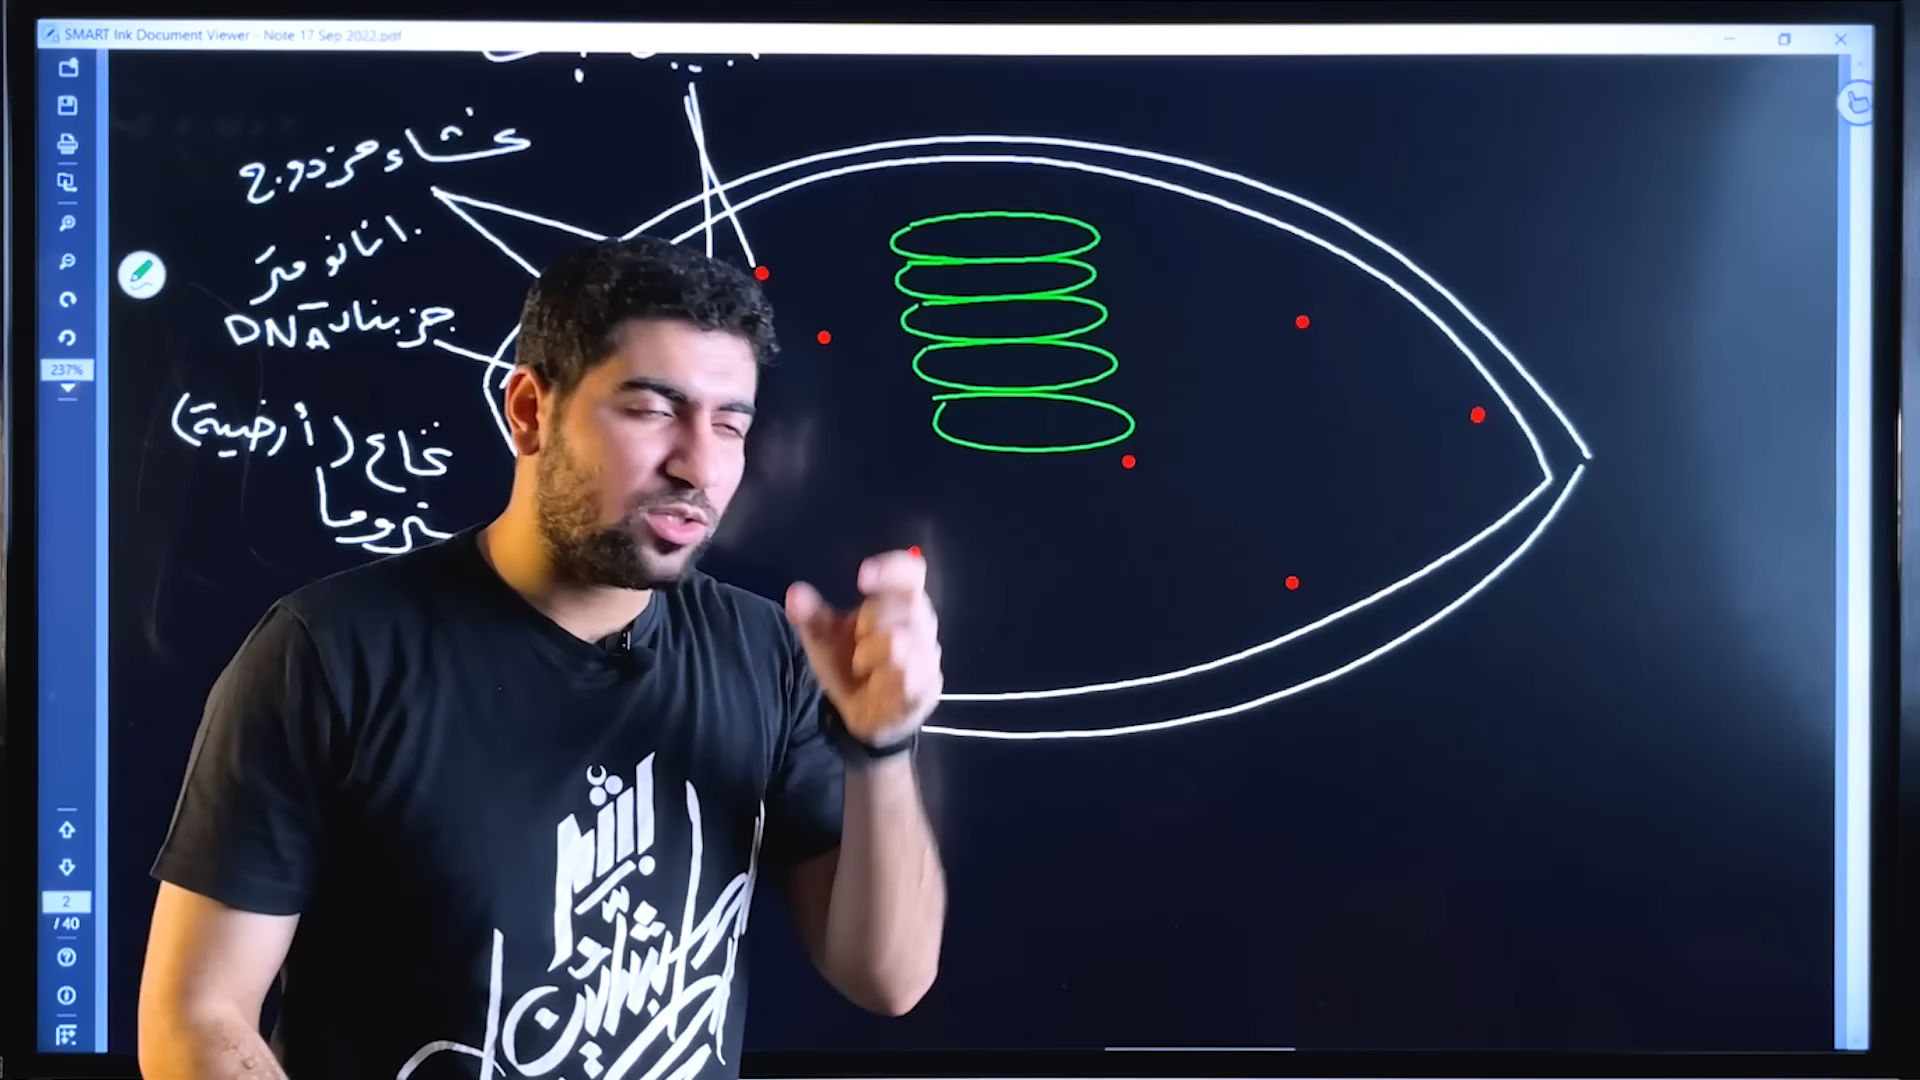 SMART Ink Document Viewer - Note 17 Sep 2022.pdf
غشاء مزدوج
١٠ نانو متر
جزيئات DNA
نخاع (أرضية)
ستروما
237%
2
/ 40